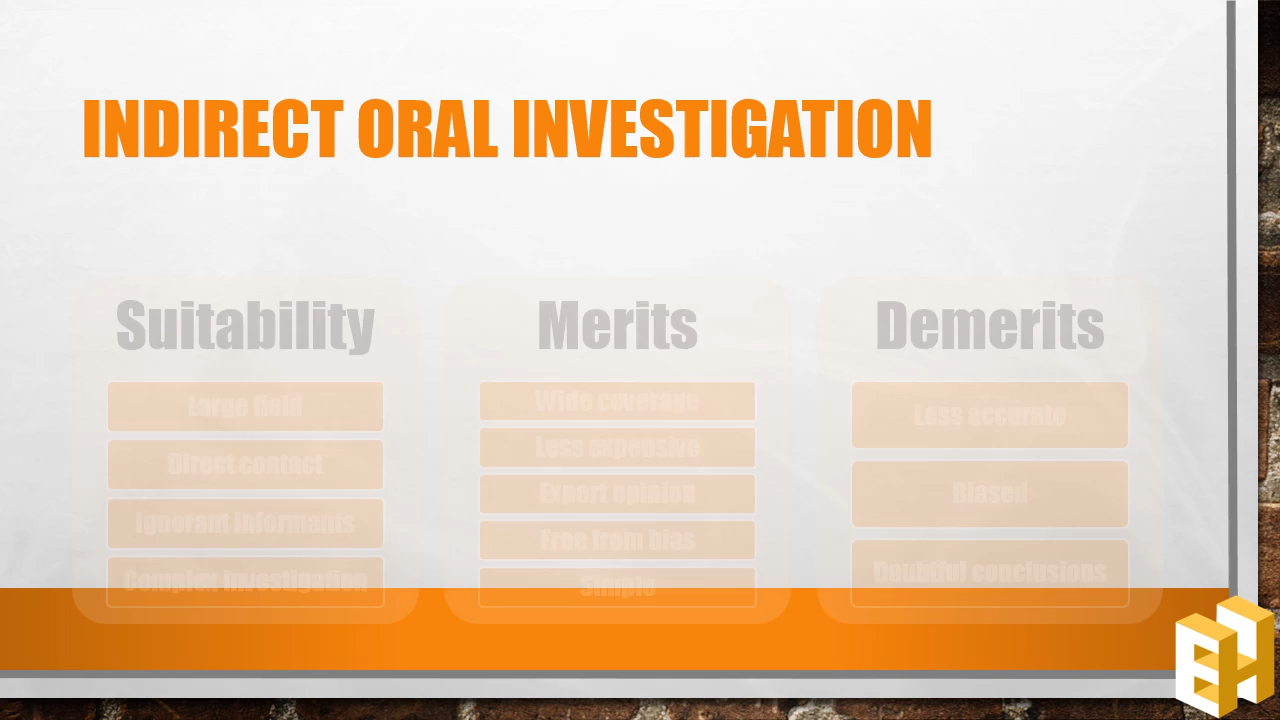 INDIRECT ORAL INVESTIGATION
Suitability
Large field
Direct contact
Ignorant informants
Complex investigation
Merits
Wide coverage
Less expensive
Expert opinion
Free from bias
Simple
Demerits
Less accurate
Biased
Doubtful conclusions
EH